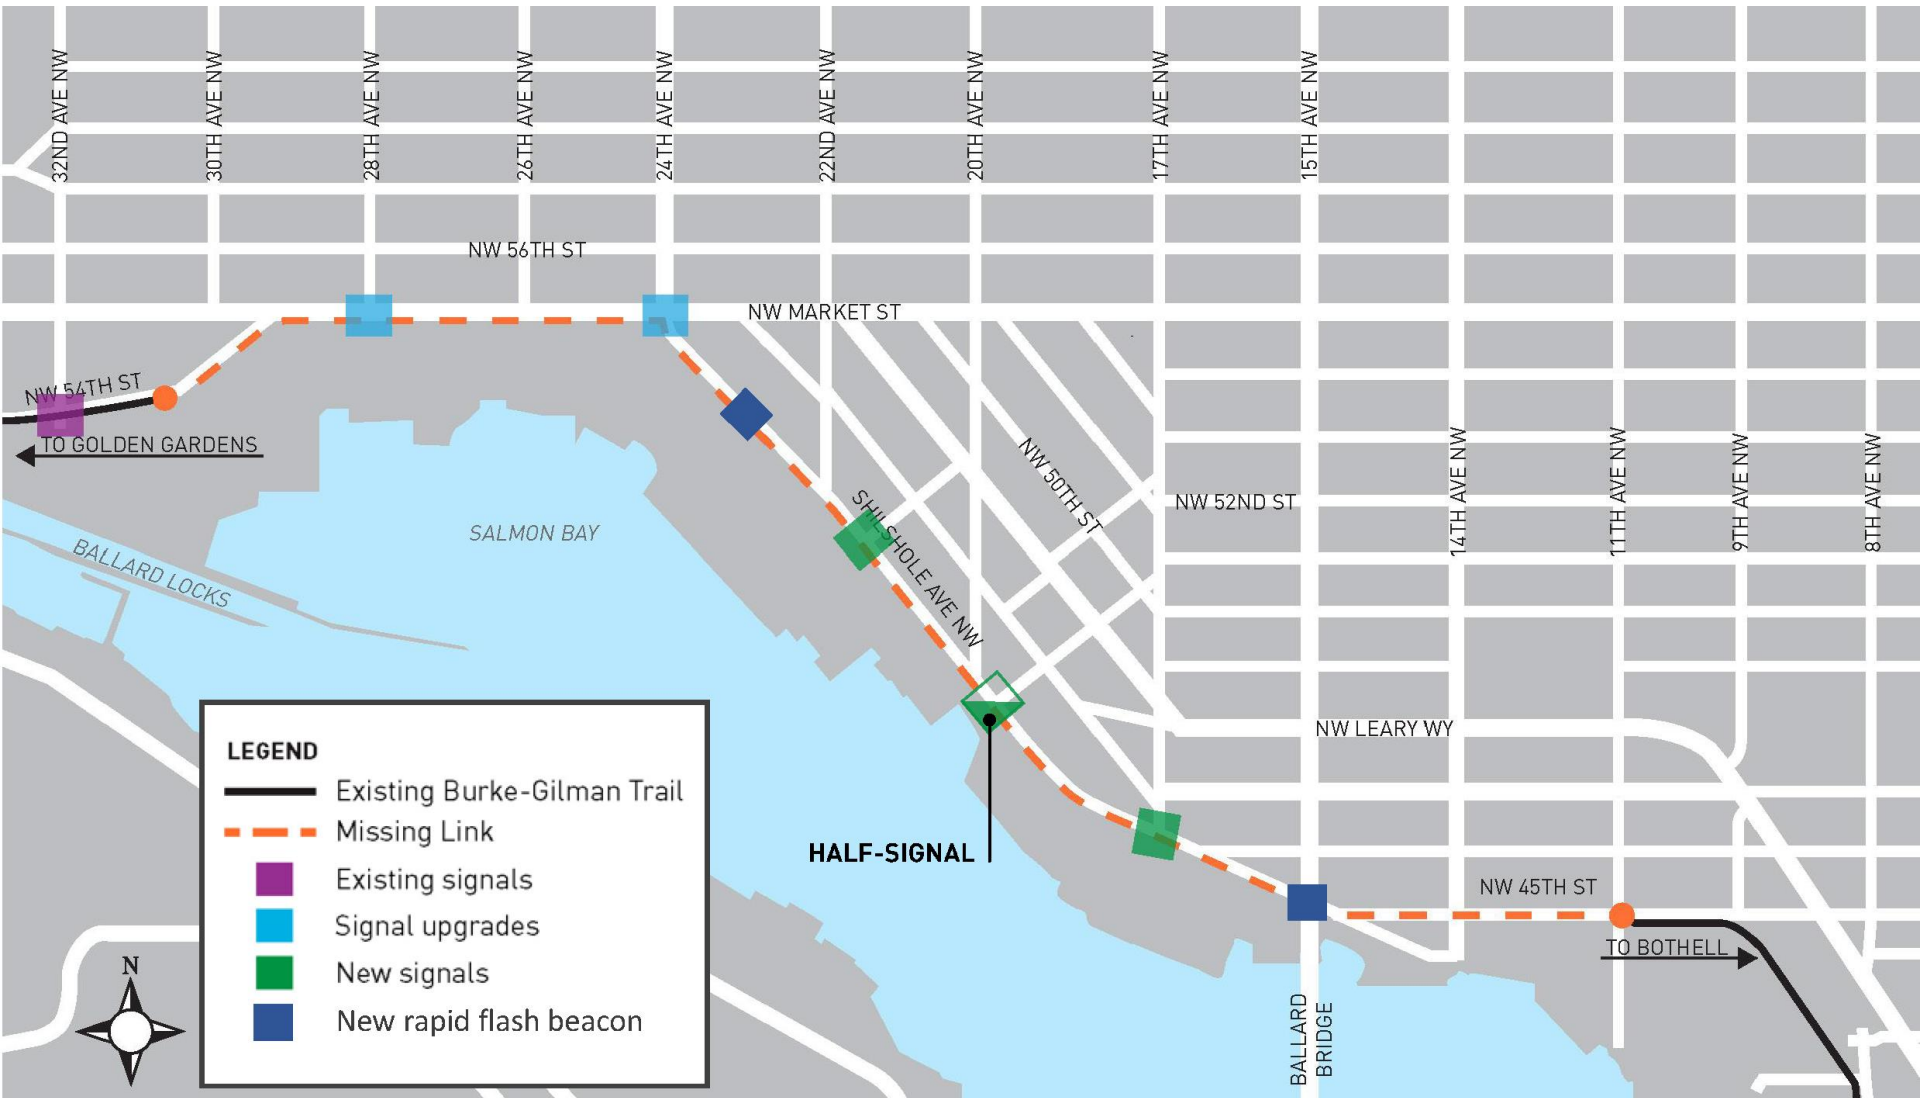 32ND AVE NW
30TH AVE NW
28TH AVE NW
26TH AVE NW
24TH AVE NW
22ND AVE NW
20TH AVE NW
17TH AVE NW
15TH AVE NW
NW 56TH ST
NW MARKET ST
NW 54TH ST
TO GOLDEN GARDENS
SALMON BAY
BALLARD LOCKS
SHILSHOLE AVE NW
NW 50TH ST
NW 52ND ST
14TH AVE NW
11TH AVE NW
9TH AVE NW
8TH AVE NW
NW LEARY WY
HALF-SIGNAL
NW 45TH ST
TO BOTHELL
BALLARD
BRIDGE
LEGEND
Existing Burke-Gilman Trail
Missing Link
Existing signals
Signal upgrades
New signals
New rapid flash beacon
N